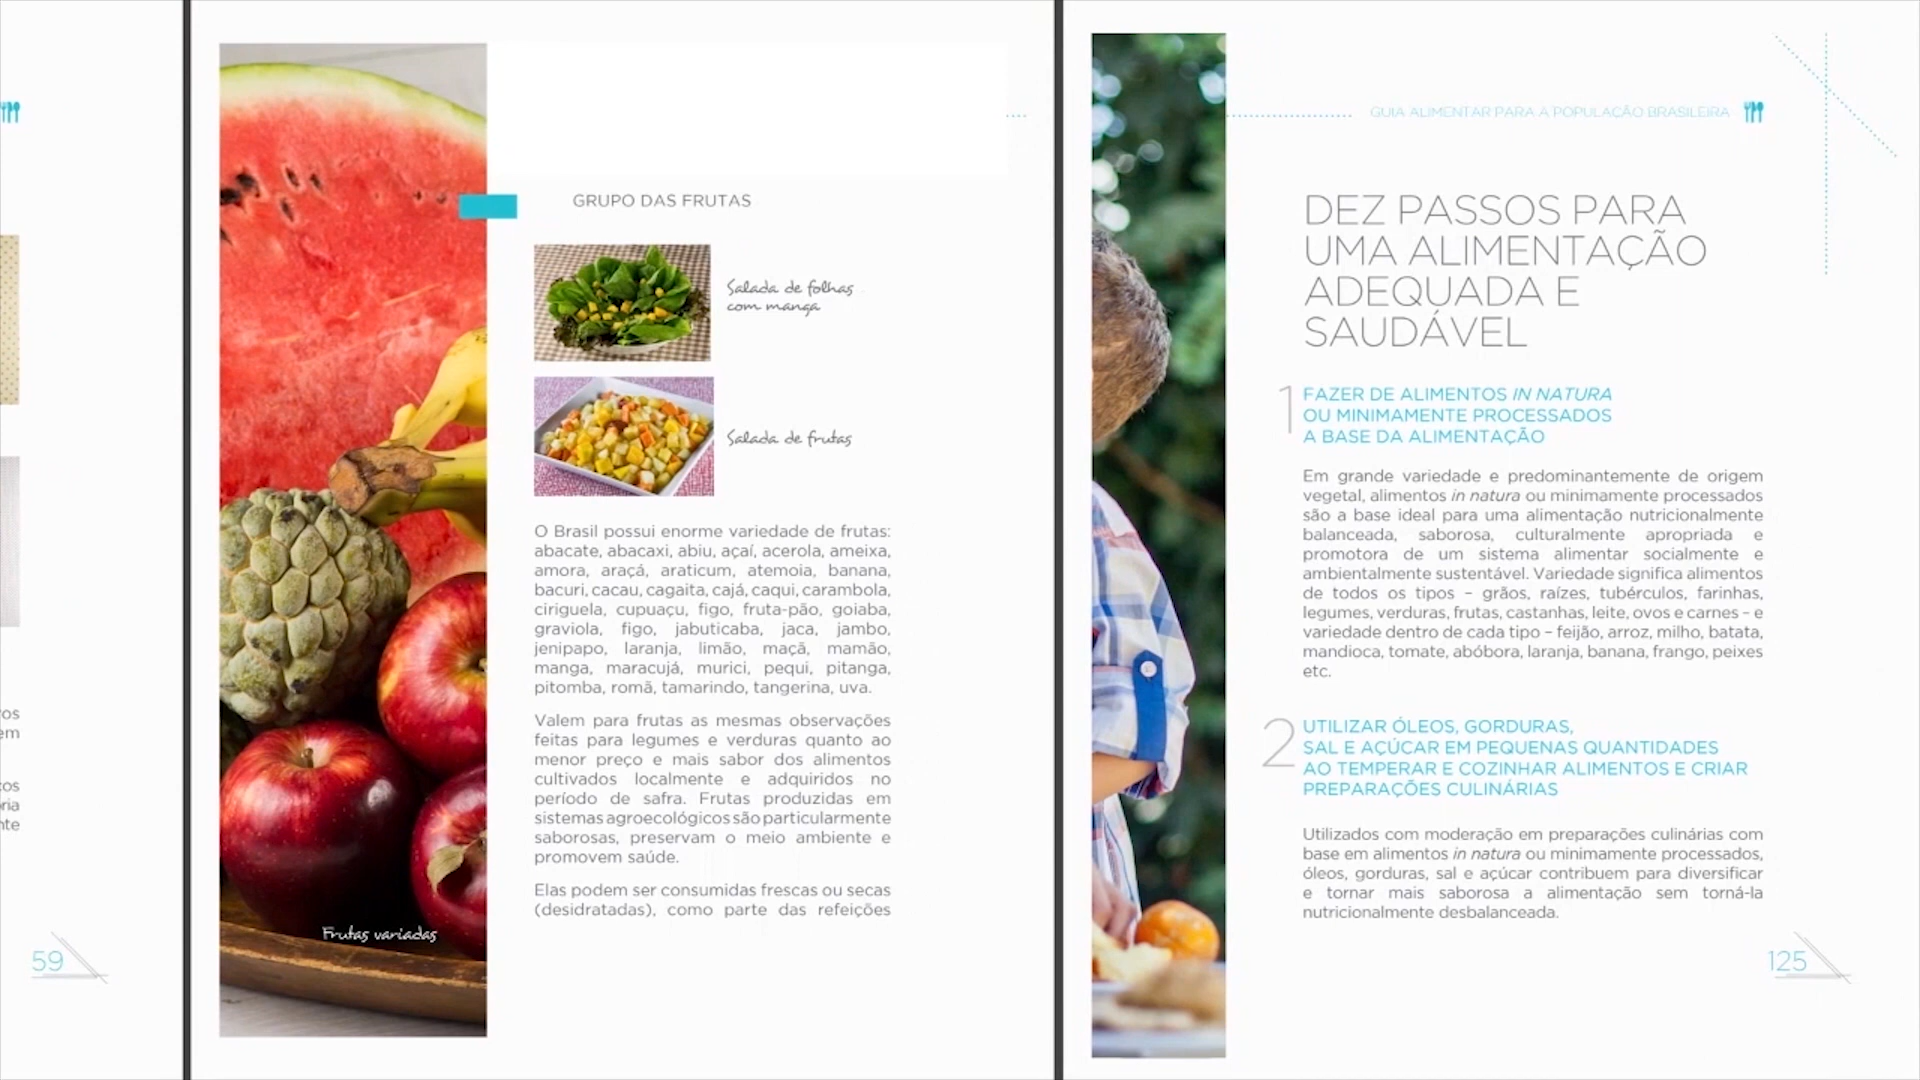 59
GRUPO DAS FRUTAS
Salada de folhas
com manga
Salada de frutas
O Brasil possui enorme variedade de frutas:
abacate, abacaxi, abiu, açaí, acerola, ameixa,
amora, araçá, araticum, atemoia, banana,
bacuri, cacau, cagaita, cajá, caqui, carambola,
ciriguela, cupuaçu, figo, fruta-pão, goiaba,
graviola, figo, jabuticaba, jaca, jambo,
jenipapo, laranja, limão, maçã, mamão,
manga, maracujá, murici, pequi, pitanga,
pitomba, romã, tamarindo, tangerina, uva.
Valem para frutas as mesmas observações
feitas para legumes e verduras quanto ao
menor preço e mais sabor dos alimentos
cultivados localmente e adquiridos no
período de safra. Frutas produzidas em
sistemas agroecológicos são particularmente
saborosas, preservam o meio ambiente e
promovem saúde.
Elas podem ser consumidas frescas ou secas
(desidratadas), como parte das refeições
Frutas variadas
GUIA ALIMENTAR PARA A POPULAÇÃO BRASILEIRA
DEZ PASSOS PARA
UMA ALIMENTAÇÃO
ADEQUADA E
SAUDÁVEL
1 FAZER DE ALIMENTOS IN NATURA
OU MINIMAMENTE PROCESSADOS
A BASE DA ALIMENTAÇÃO
Em grande variedade e predominantemente de origem
vegetal, alimentos in natura ou minimamente processados
são a base ideal para uma alimentação nutricionalmente
balanceada, saborosa, culturalmente apropriada e
promotora de um sistema alimentar socialmente e
ambientalmente sustentável. Variedade significa alimentos
de todos os tipos – grãos, raízes, tubérculos, farinhas,
legumes, verduras, frutas, castanhas, leite, ovos e carnes – e
variedade dentro de cada tipo – feijão, arroz, milho, batata,
mandioca, tomate, abóbora, laranja, banana, frango, peixes
etc.
2 UTILIZAR ÓLEOS, GORDURAS,
SAL E AÇÚCAR EM PEQUENAS QUANTIDADES
AO TEMPERAR E COZINHAR ALIMENTOS E CRIAR
PREPARAÇÕES CULINÁRIAS
Utilizados com moderação em preparações culinárias com
base em alimentos in natura ou minimamente processados,
óleos, gorduras, sal e açúcar contribuem para diversificar
e tornar mais saborosa a alimentação sem torná-la
nutricionalmente desbalanceada.
125